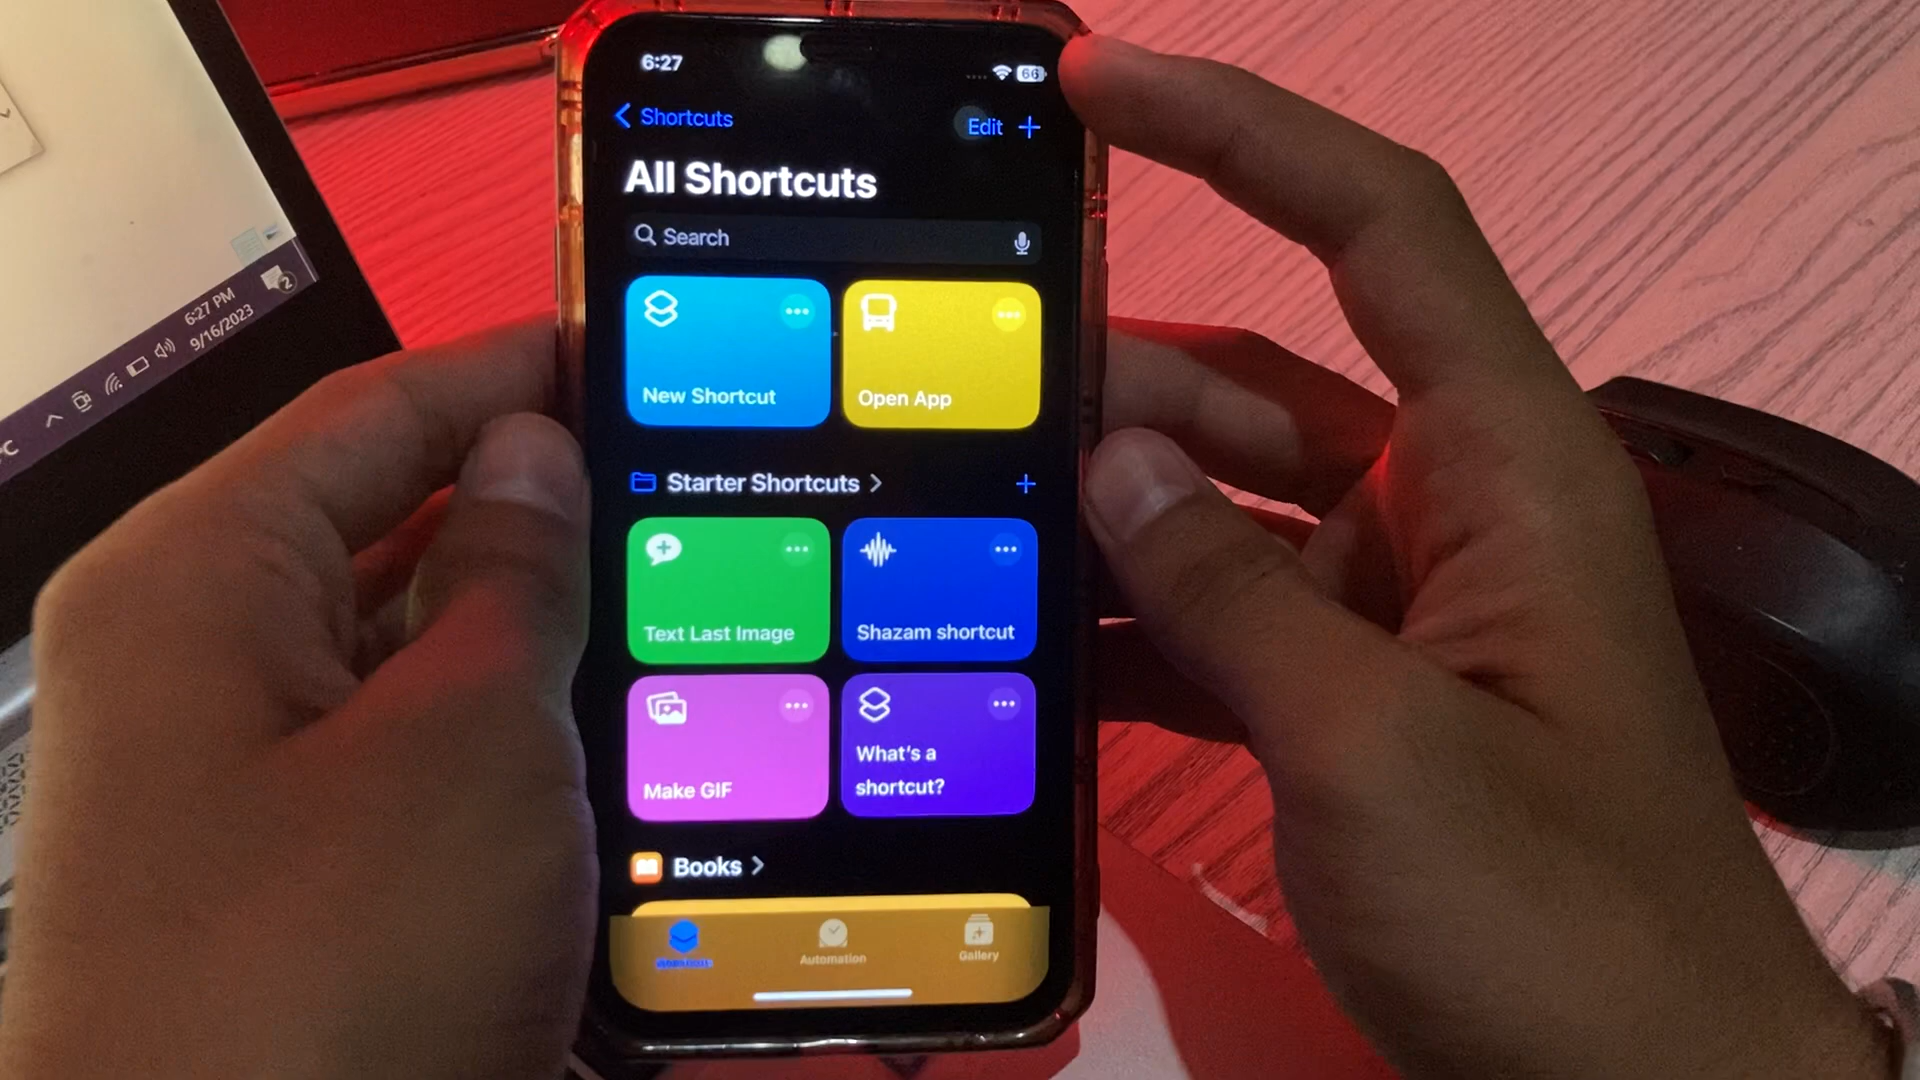 6:27
66
Shortcuts
Edit +
All Shortcuts
Search
New Shortcut
Open App
Starter Shortcuts >
Text Last Image
Shazam shortcut
Make GIF
What's a
shortcut?
Books >
Automation
Gallery
6:27 PM
9/16/2023
2
°C